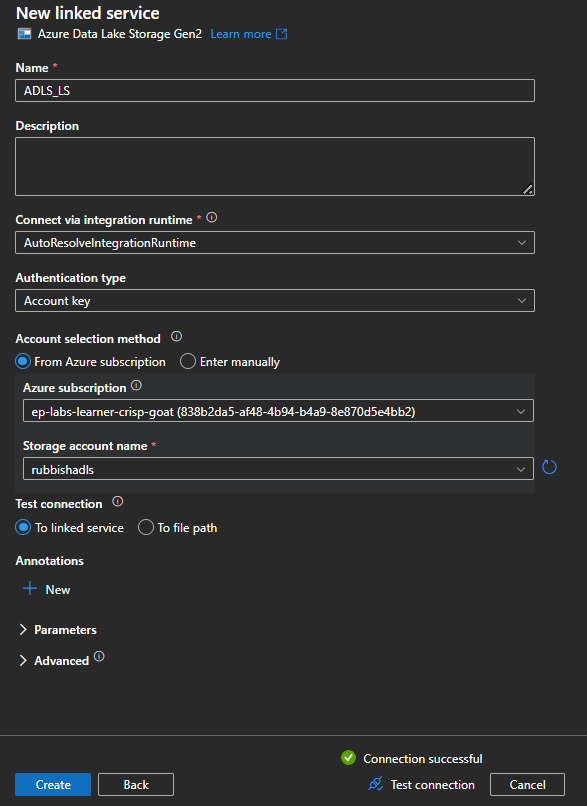 New linked service
Azure Data Lake Storage Gen2 Learn more
Name *
ADLS_LS
Description
Connect via integration runtime *
AutoResolveIntegrationRuntime
Authentication type
Account key
Account selection method
From Azure subscription Enter manually
Azure subscription
ep-labs-learner-crisp-goat (838b2da5-af48-4b94-b4a9-8e870d5e4bb2)
Storage account name *
rubbishadls
Test connection
To linked service To file path
Annotations
New
Parameters
Advanced
Connection successful
Create Back Test connection Cancel